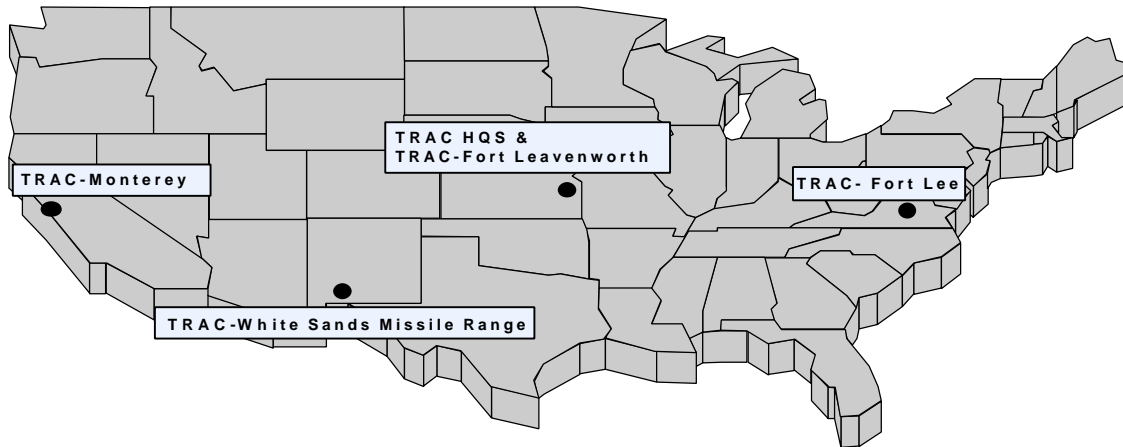 TRAC HQS &
TRAC-Fort Leavenworth
TRAC-Monterey
TRAC- Fort Lee
TRAC-White Sands Missile Range